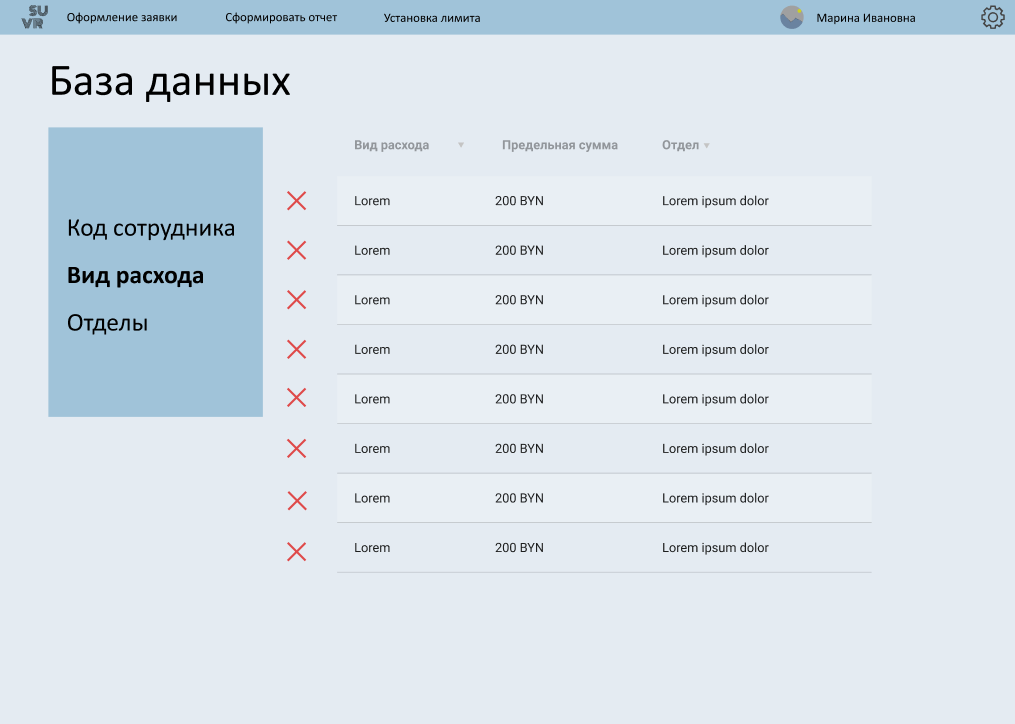 SU
VR
Оформление заявки Сформировать отчет Установка лимита Марина Ивановна
База данных
Код сотрудника
Вид расхода
Отделы
Вид расхода ▼ Предельная сумма Отдел ▼
Lorem 200 BYN Lorem ipsum dolor
Lorem 200 BYN Lorem ipsum dolor
Lorem 200 BYN Lorem ipsum dolor
Lorem 200 BYN Lorem ipsum dolor
Lorem 200 BYN Lorem ipsum dolor
Lorem 200 BYN Lorem ipsum dolor
Lorem 200 BYN Lorem ipsum dolor
Lorem 200 BYN Lorem ipsum dolor